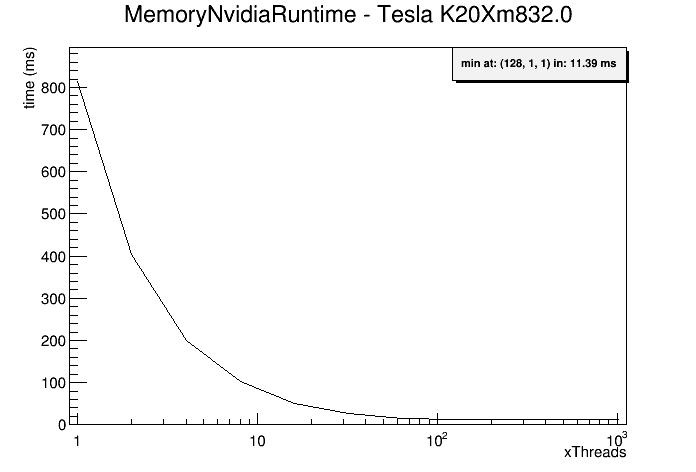 MemoryNvidiaRuntime - Tesla K20Xm832.0
time (ms)
min at: (128, 1, 1) in: 11.39 ms
800
700
600
500
400
300
200
100
0
1 10 10² 10³
xThreads